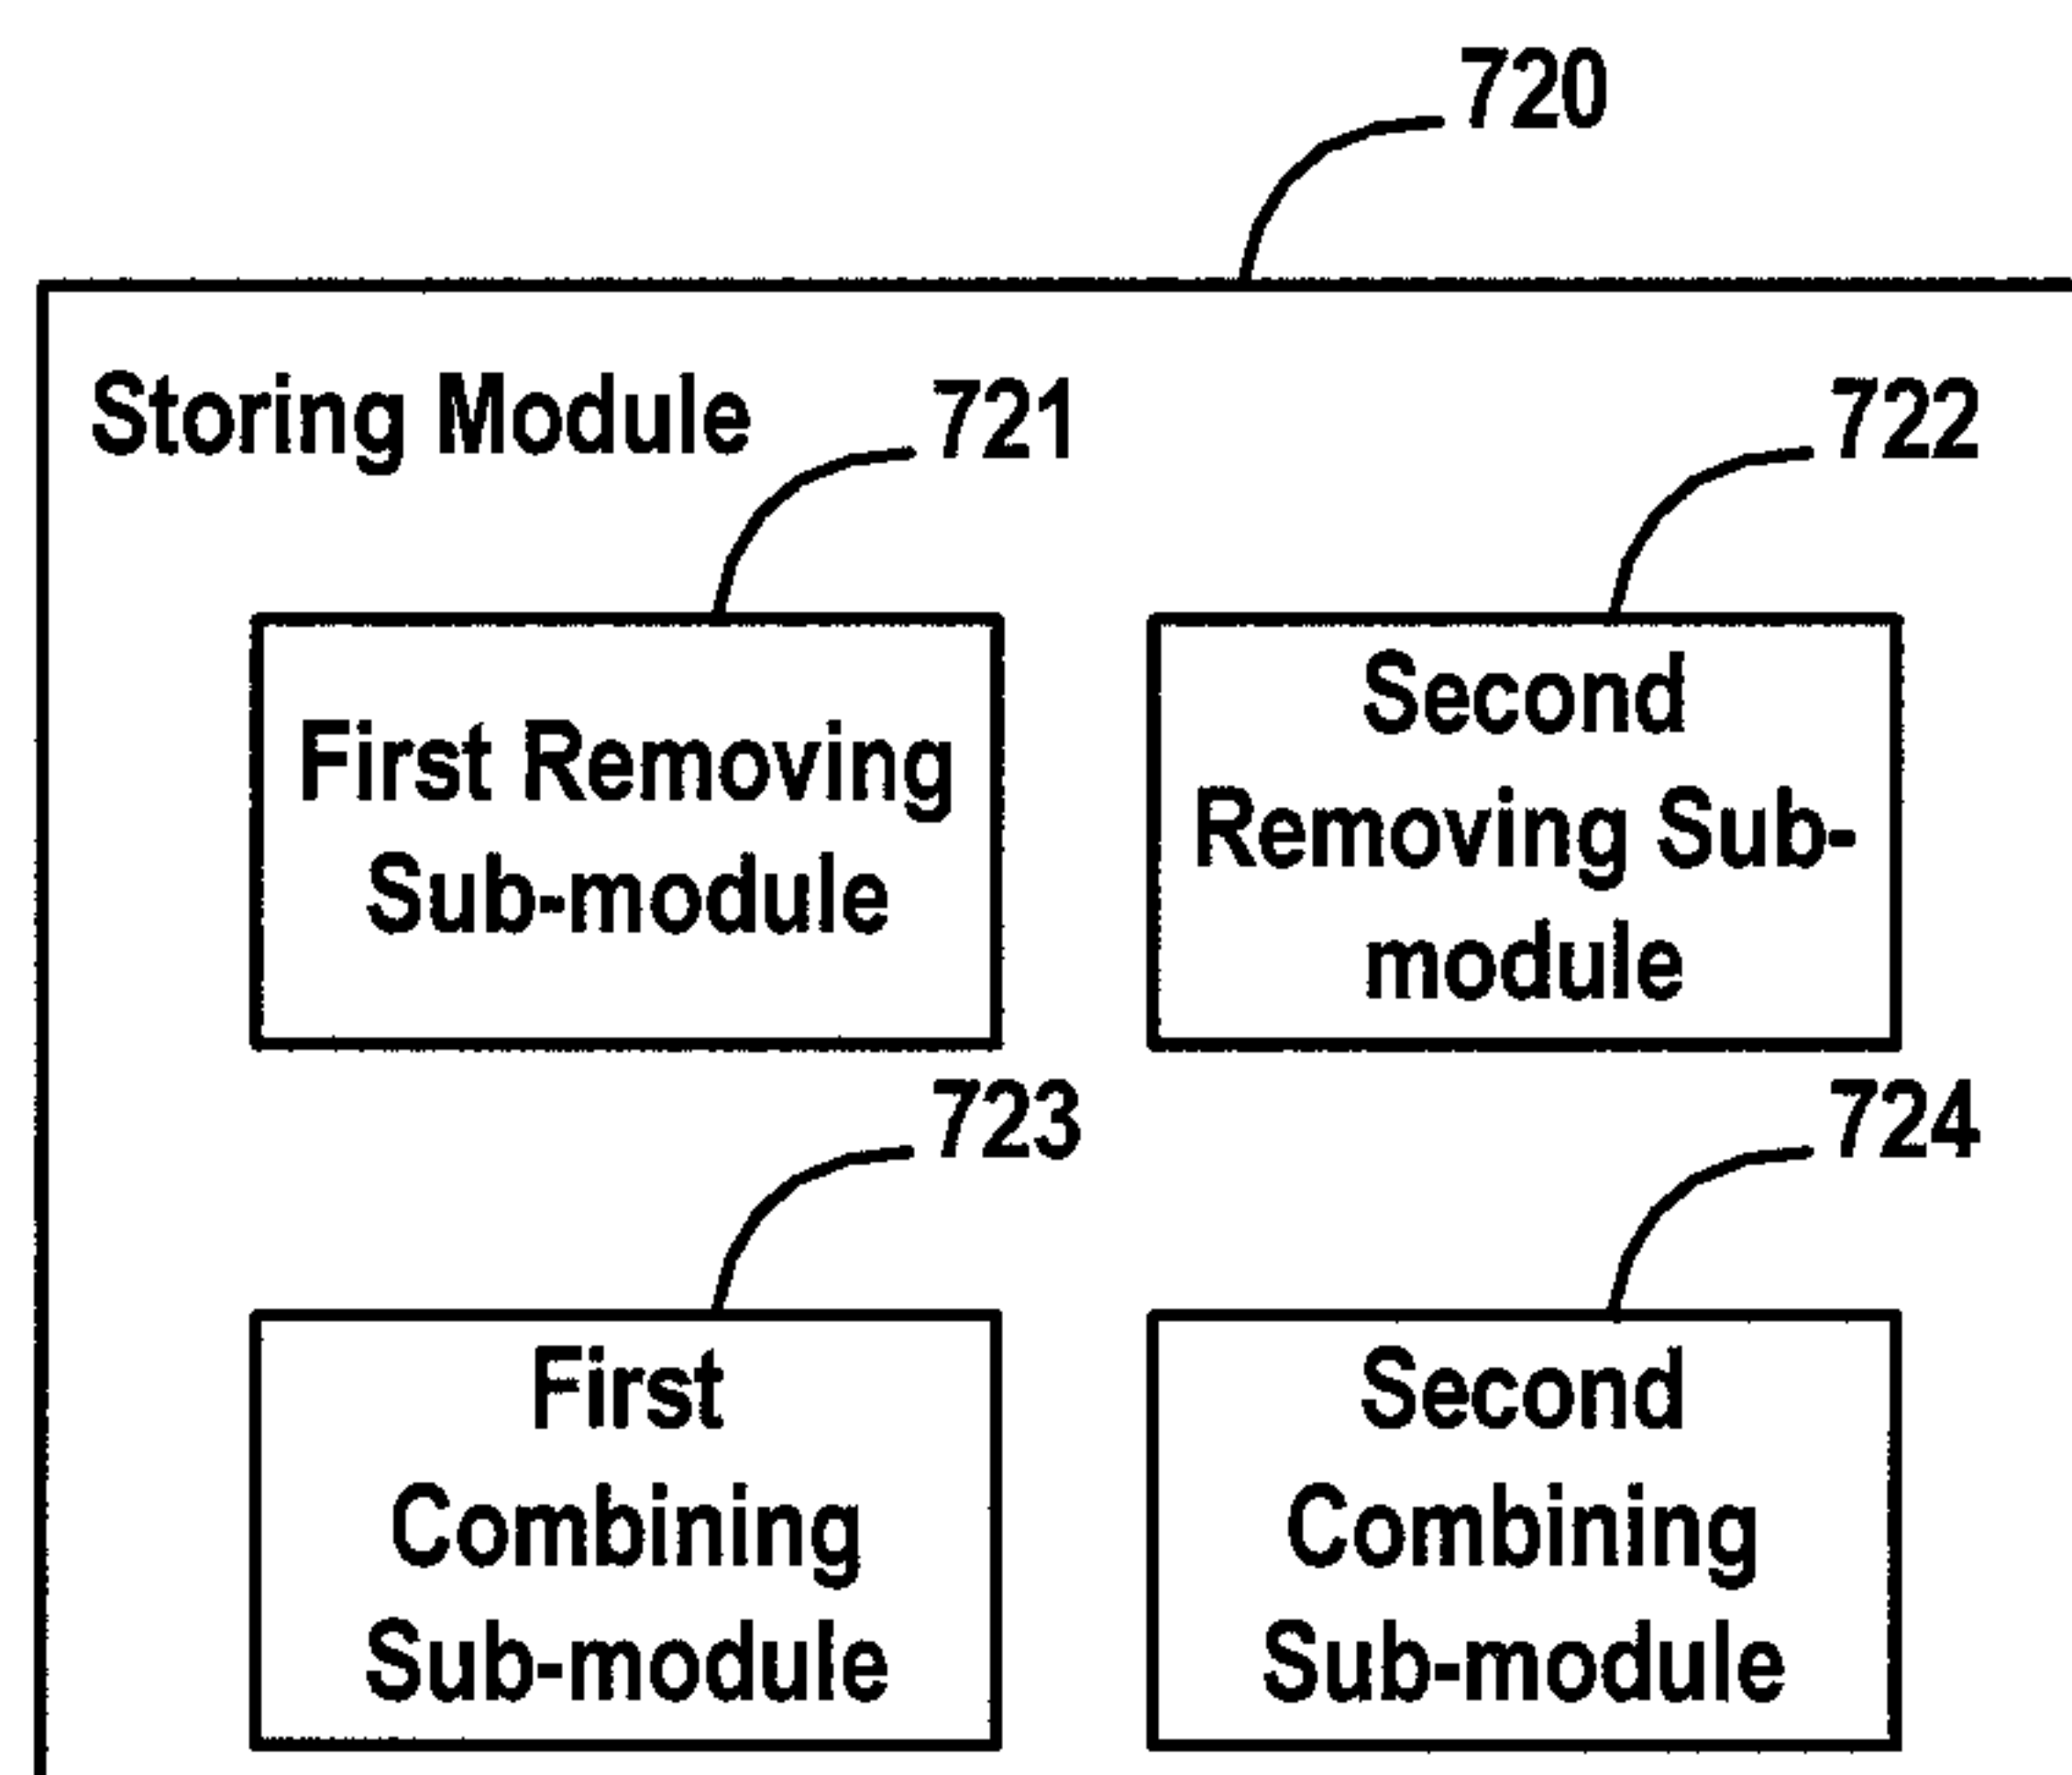 720
Storing Module
721
722
First Removing
Sub-module
Second
Removing Sub-
module
723
724
First
Combining
Sub-module
Second
Combining
Sub-module